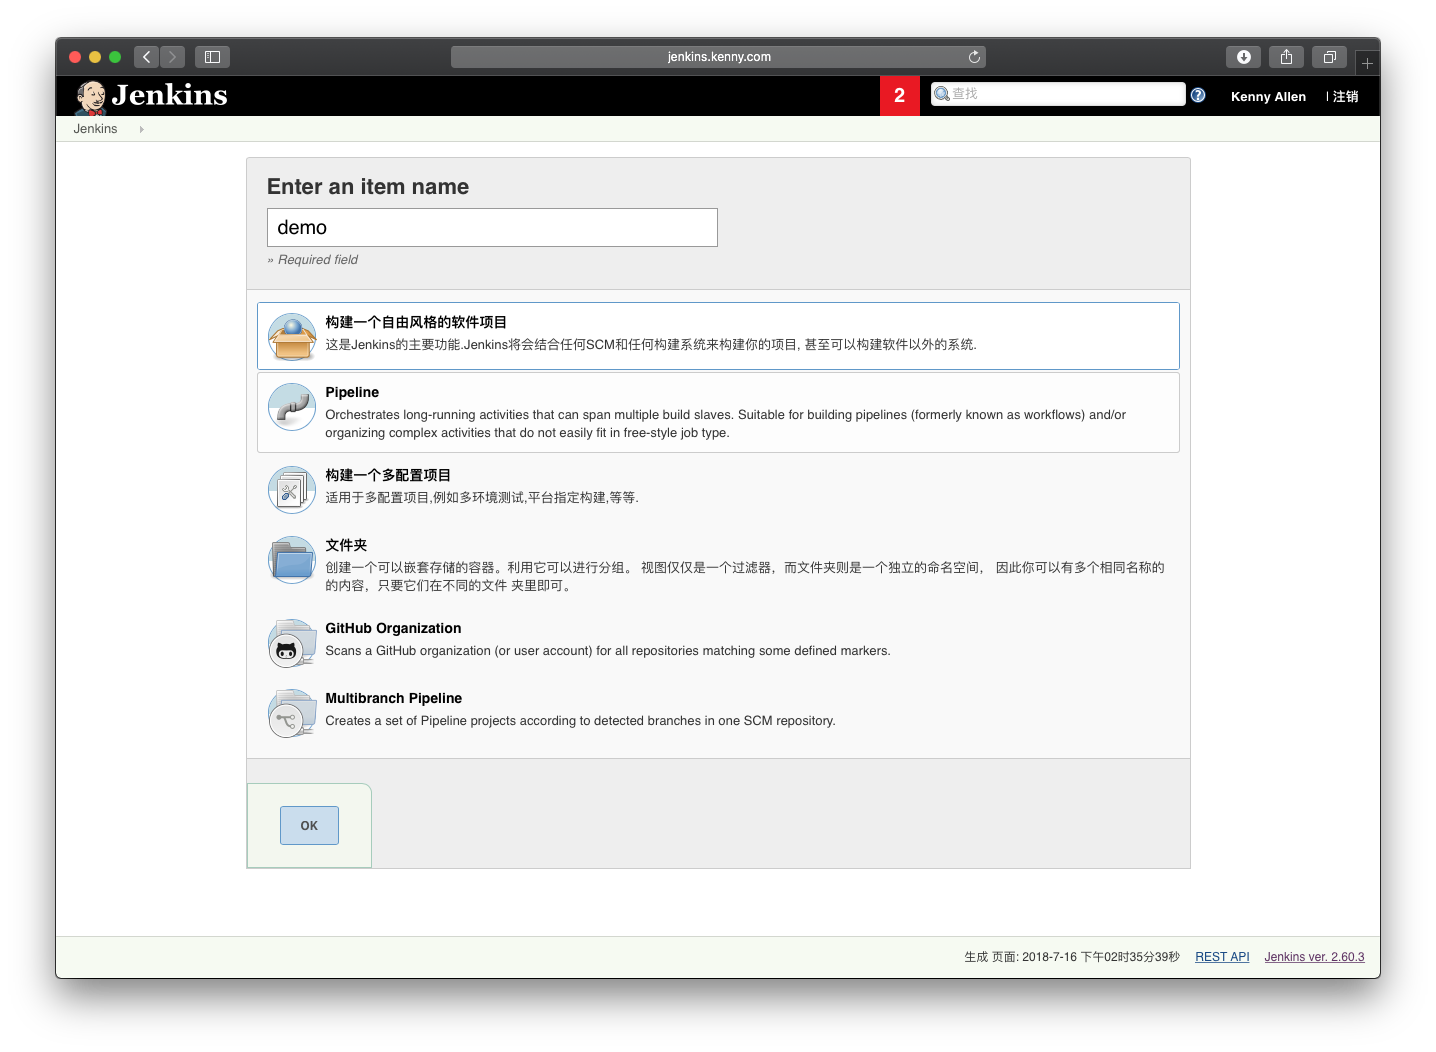 jenkins.kenny.com
Jenkins
2
查找
Kenny Allen
| 注销
Jenkins
Enter an item name
demo
» Required field
构建一个自由风格的软件项目
这是Jenkins的主要功能.Jenkins将会结合任何SCM和任何构建系统来构建你的项目, 甚至可以构建软件以外的系统.
Pipeline
Orchestrates long-running activities that can span multiple build slaves. Suitable for building pipelines (formerly known as workflows) and/or
organizing complex activities that do not easily fit in free-style job type.
构建一个多配置项目
适用于多配置项目,例如多环境测试,平台指定构建,等等.
文件夹
创建一个可以嵌套存储的容器。利用它可以进行分组。 视图仅仅是一个过滤器，而文件夹则是一个独立的命名空间， 因此你可以有多个相同名称的
的内容，只要它们在不同的文件 夹里即可。
GitHub Organization
Scans a GitHub organization (or user account) for all repositories matching some defined markers.
Multibranch Pipeline
Creates a set of Pipeline projects according to detected branches in one SCM repository.
OK
生成 页面: 2018-7-16 下午02时35分39秒
REST API
Jenkins ver. 2.60.3